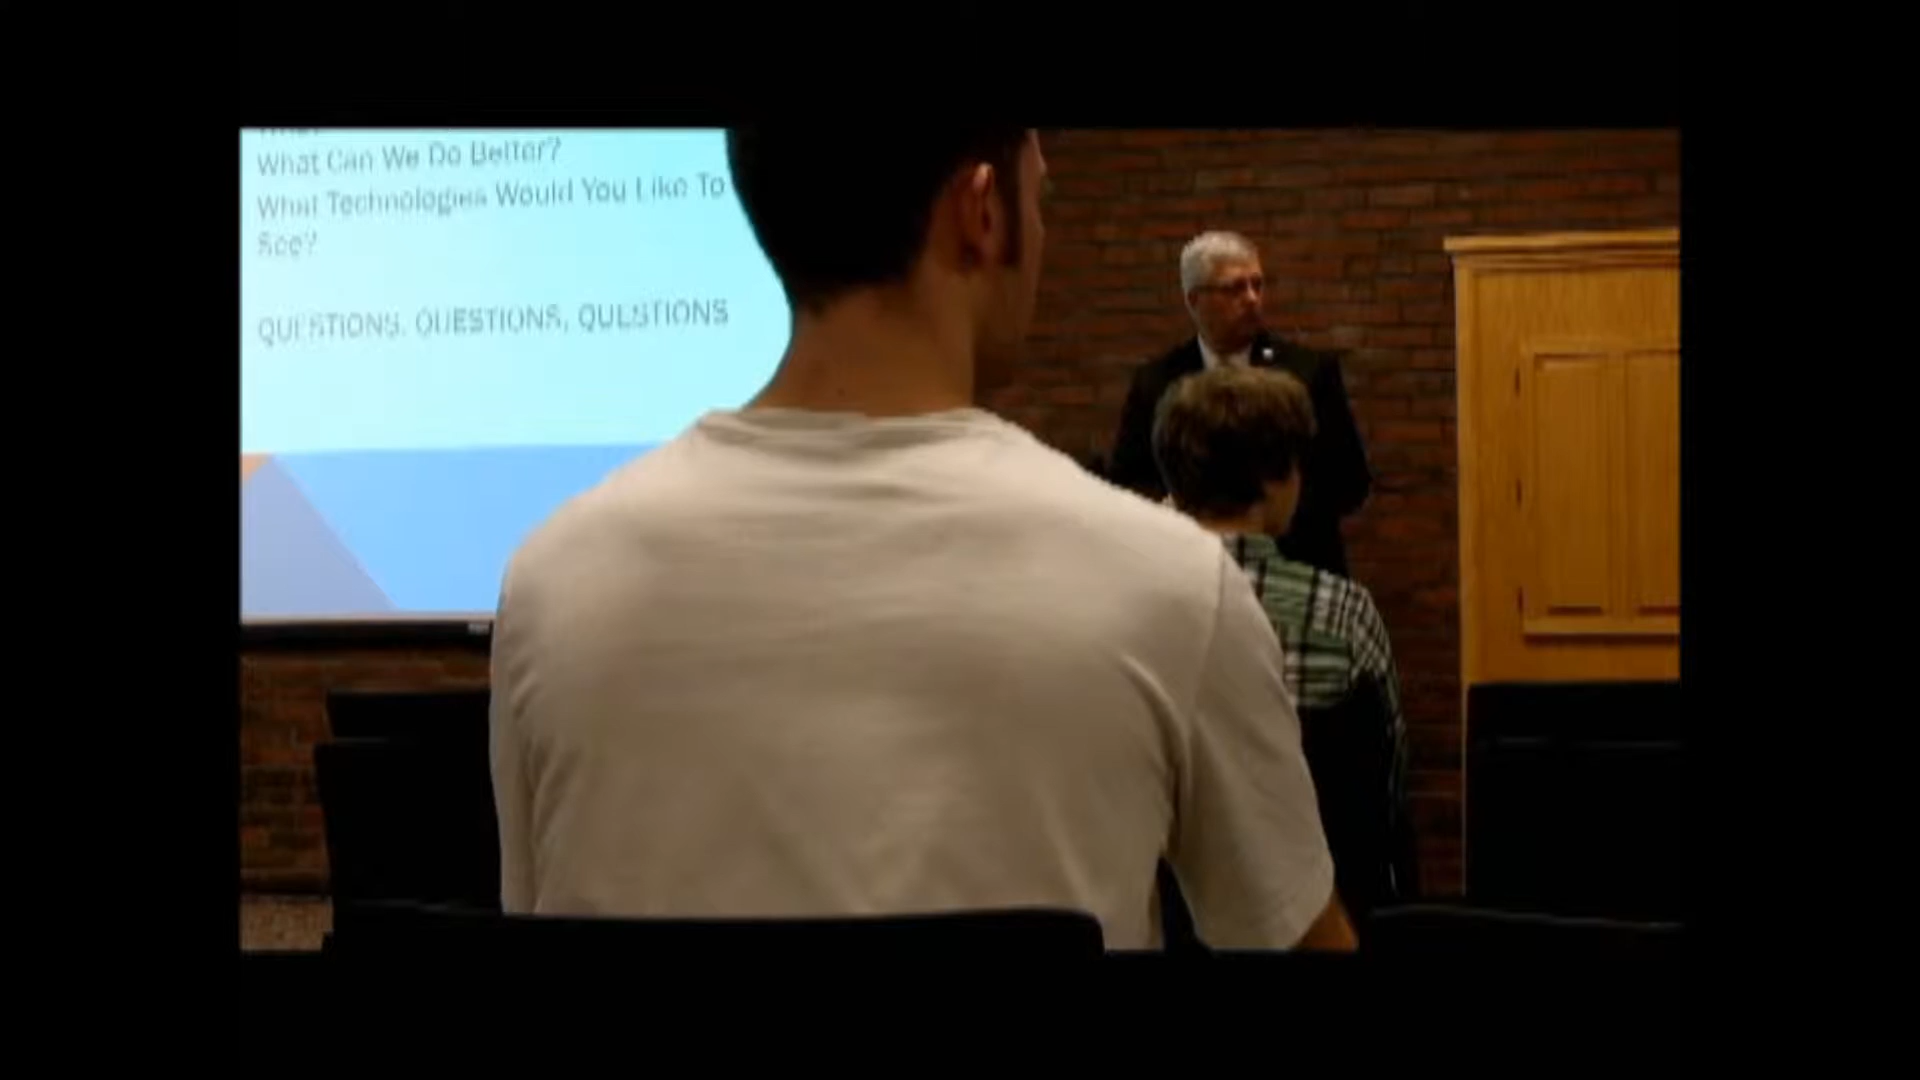 What Can We Do Better?
What Technologies Would You Like To
See?
QUESTIONS, QUESTIONS, QUESTIONS